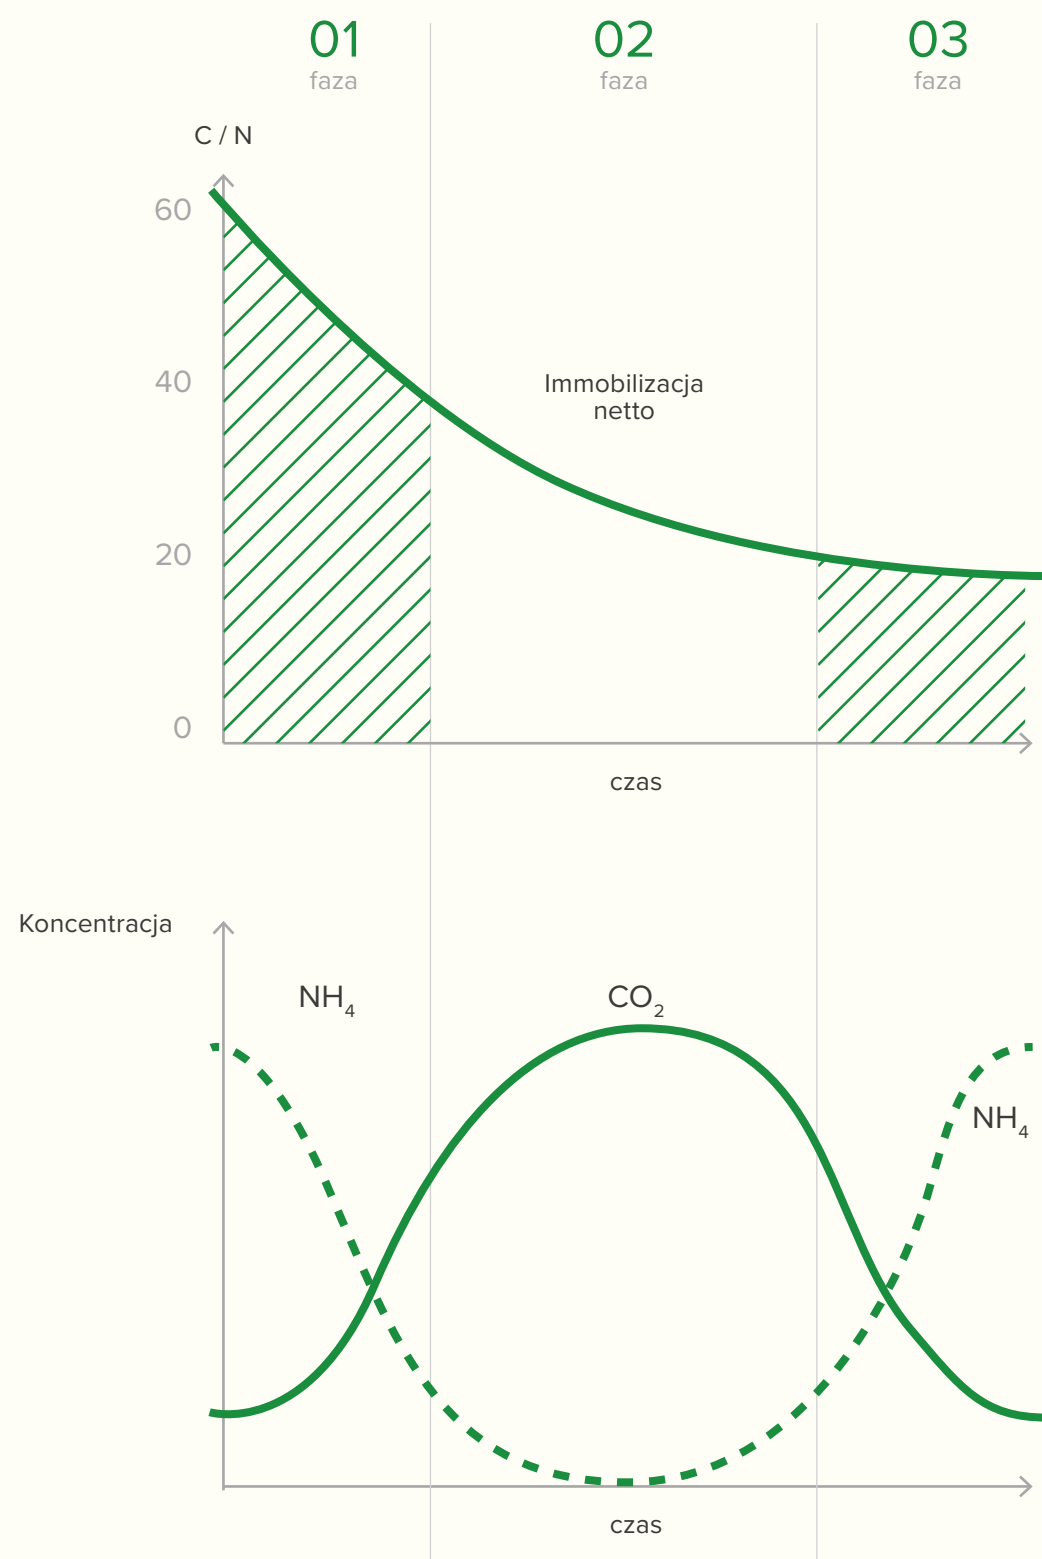 01
faza
02
faza
03
faza
C / N
60
40
20
0
Immobilizacja
netto
czas
Koncentracja
NH₄
CO₂
NH₄
czas